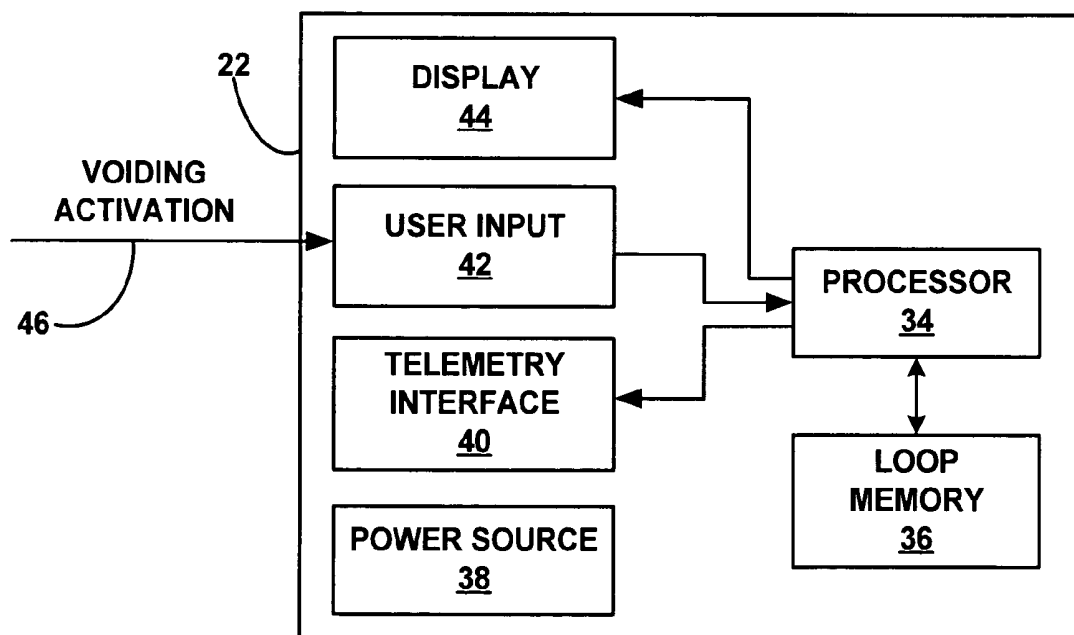 22
DISPLAY
44
VOIDING
ACTIVATION
USER INPUT
42
46
PROCESSOR
34
TELEMETRY
INTERFACE
40
LOOP
MEMORY
36
POWER SOURCE
38